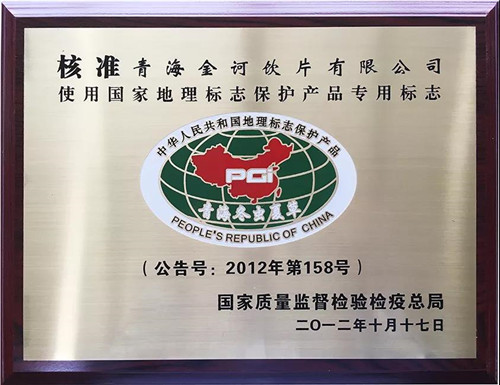 核准青海金诃饮片有限公司
使用国家地理标志保护产品专用标志
中华人民共和国地理标志保护产品
PGI
青海冬虫夏草
PEOPLE'S REPUBLIC OF CHINA
(公告号：2012年第158号)
国家质量监督检验检疫总局
二〇一二年十月十七日